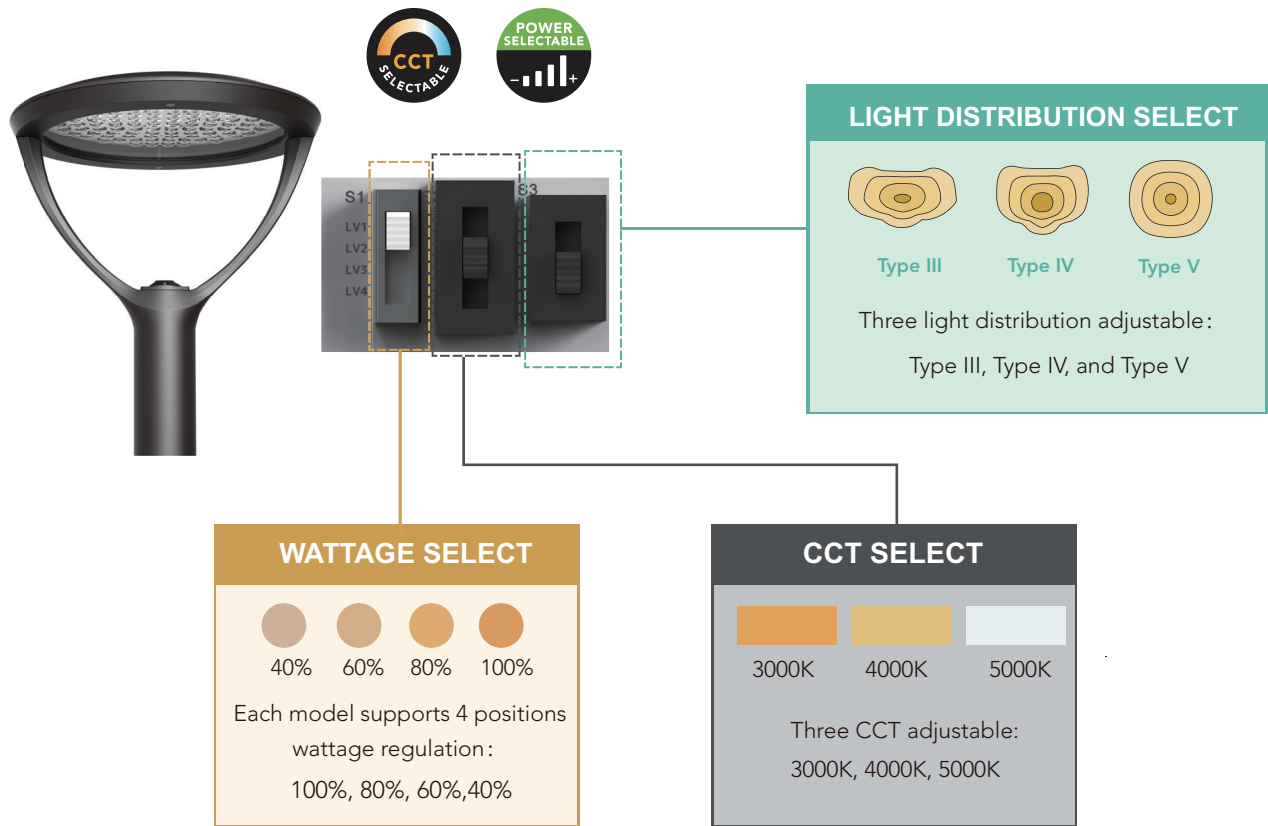 CCT
SELECTABLE
POWER
SELECTABLE
- +
LIGHT DISTRIBUTION SELECT
Type III
Type IV
Type V
Three light distribution adjustable:
Type III, Type IV, and Type V
S1
S3
LV1
LV2
LV3
LV4
WATTAGE SELECT
40%
60%
80%
100%
Each model supports 4 positions
wattage regulation:
100%, 80%, 60%,40%
CCT SELECT
3000K
4000K
5000K
Three CCT adjustable:
3000K, 4000K, 5000K